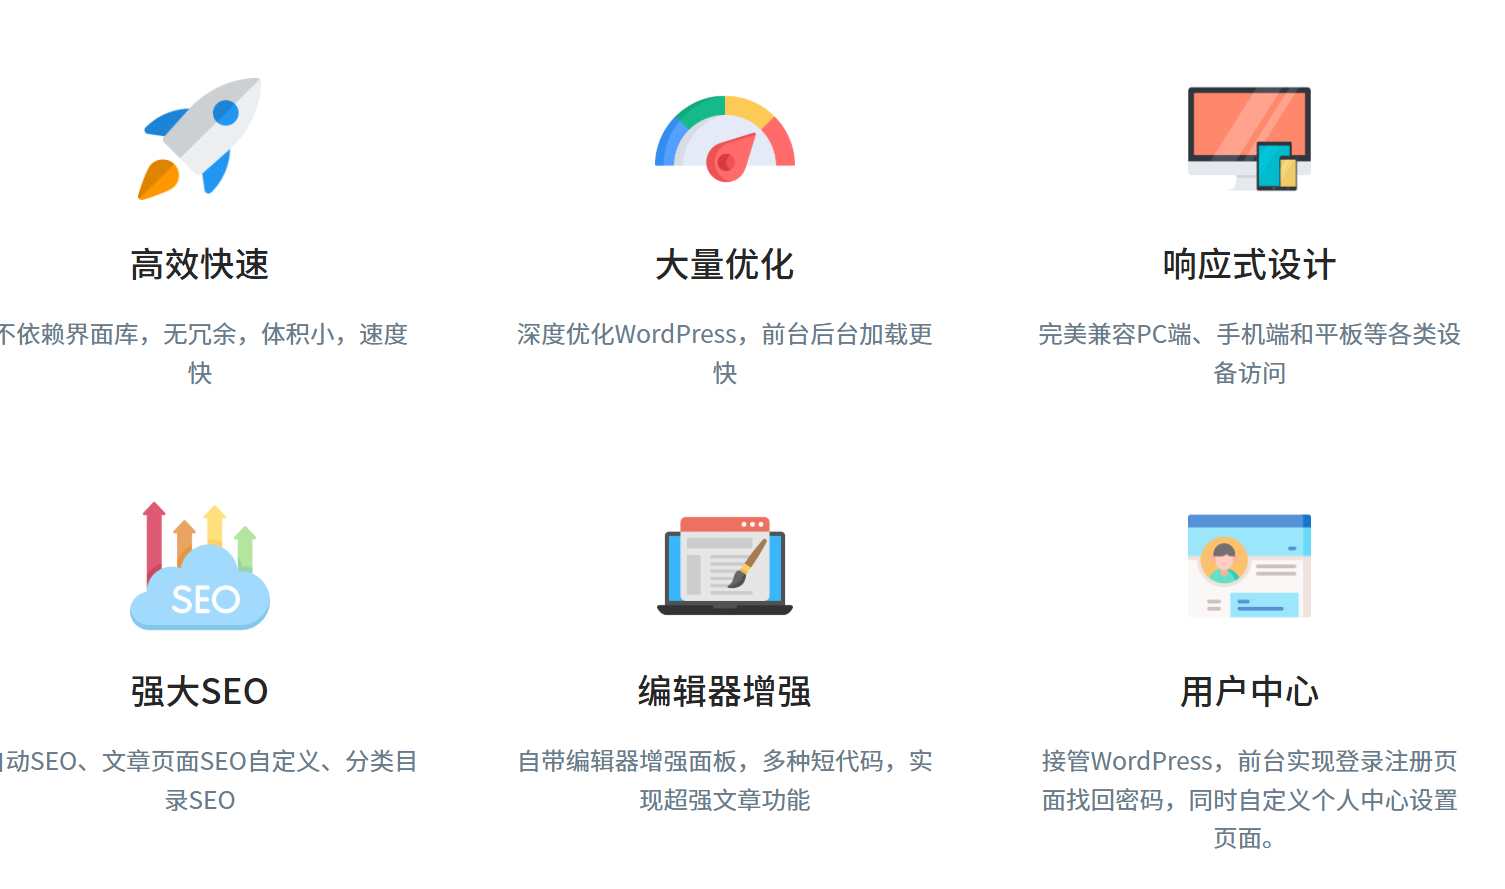 高效快速
大量优化
响应式设计
不依赖界面库，无冗余，体积小，速度
快
深度优化WordPress，前台后台加载更
快
完美兼容PC端、手机端和平板等各类设
备访问
SEO
强大SEO
编辑器增强
用户中心
自动SEO、文章页面SEO自定义、分类目
录SEO
自带编辑器增强面板，多种短代码，实
现超强文章功能
接管WordPress，前台实现登录注册页
面找回密码，同时自定义个人中心设置
页面。